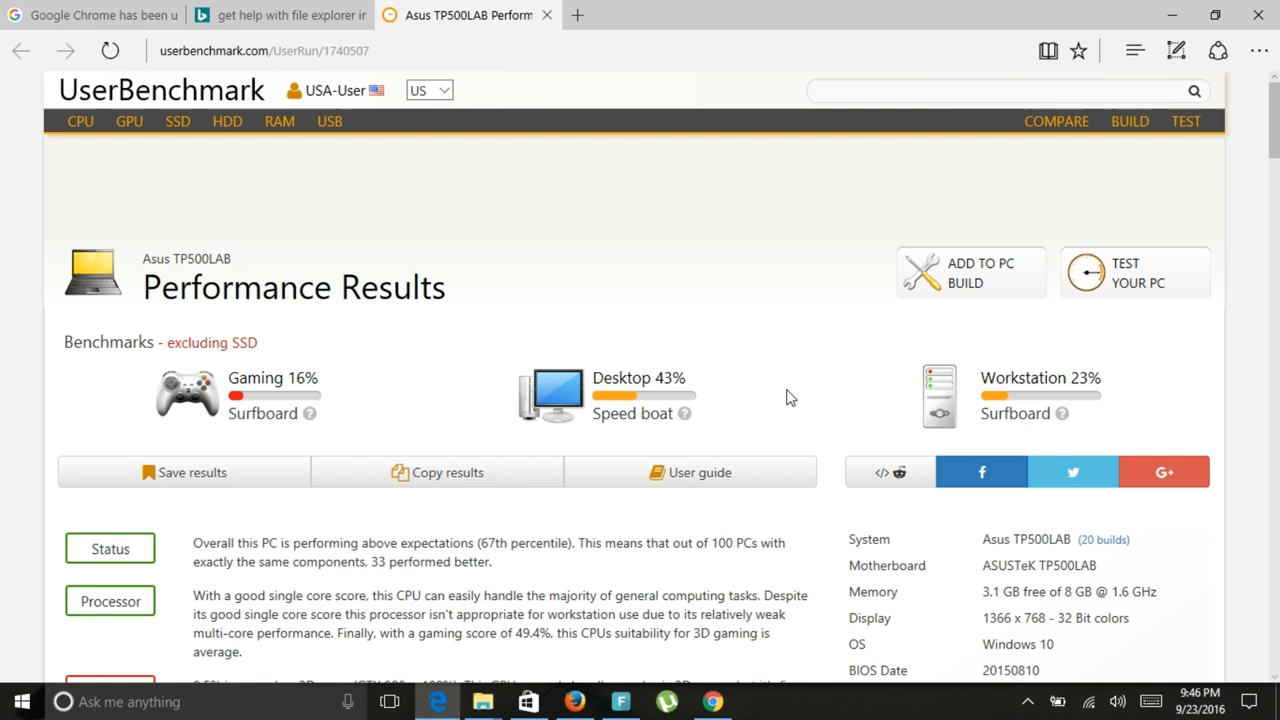 Google Chrome has been u
get help with file explorer ir
Asus TP500LAB Perform
userbenchmark.com/UserRun/1740507
UserBenchmark
USA-User
US
CPU GPU SSD HDD RAM USB
COMPARE BUILD TEST
Asus TP500LAB
Performance Results
ADD TO PC
BUILD
TEST
YOUR PC
Benchmarks - excluding SSD
Gaming 16%
Surfboard ?
Desktop 43%
Speed boat ?
Workstation 23%
Surfboard ?
Save results
Copy results
User guide
</>
f
G+
Status
Overall this PC is performing above expectations (67th percentile). This means that out of 100 PCs with
exactly the same components, 33 performed better.
Processor
With a good single core score, this CPU can easily handle the majority of general computing tasks. Despite
its good single core score this processor isn't appropriate for workstation use due to its relatively weak
multi-core performance. Finally, with a gaming score of 49.4%, this CPUs suitability for 3D gaming is
average.
System Asus TP500LAB (20 builds)
Motherboard ASUSTeK TP500LAB
Memory 3.1 GB free of 8 GB @ 1.6 GHz
Display 1366 x 768 - 32 Bit colors
OS Windows 10
BIOS Date 20150810
Ask me anything
9:46 PM
9/23/2016